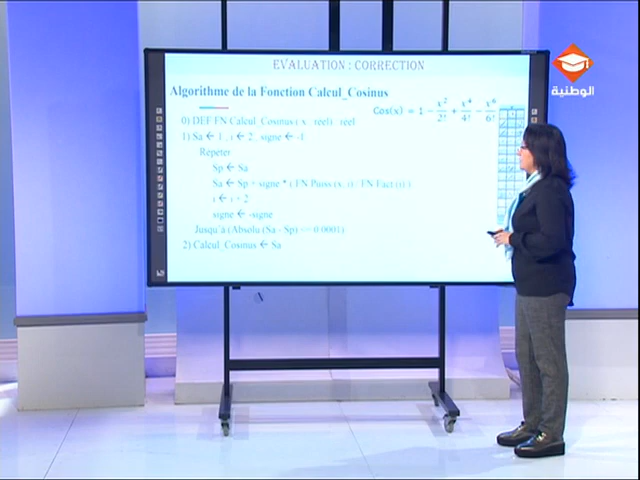 EVALUATION : CORRECTION
الوطنية
Algorithme de la Fonction Calcul_Cosinus
Cos(x) = 1 - x²/2! + x⁴/4! - x⁶/6!
0) DEF FN Calcul_Cosinus ( x : reel) : reel
1) Sa ← 1 , i ← 2, signe ← -1
Repeter
Sp ← Sa
Sa ← Sp + signe * ( FN Puiss (x, i) / FN Fact (i) )
i ← i + 2
signe ← -signe
Jusqu'à (Absolu (Sa - Sp) <= 0.0001)
2) Calcul_Cosinus ← Sa